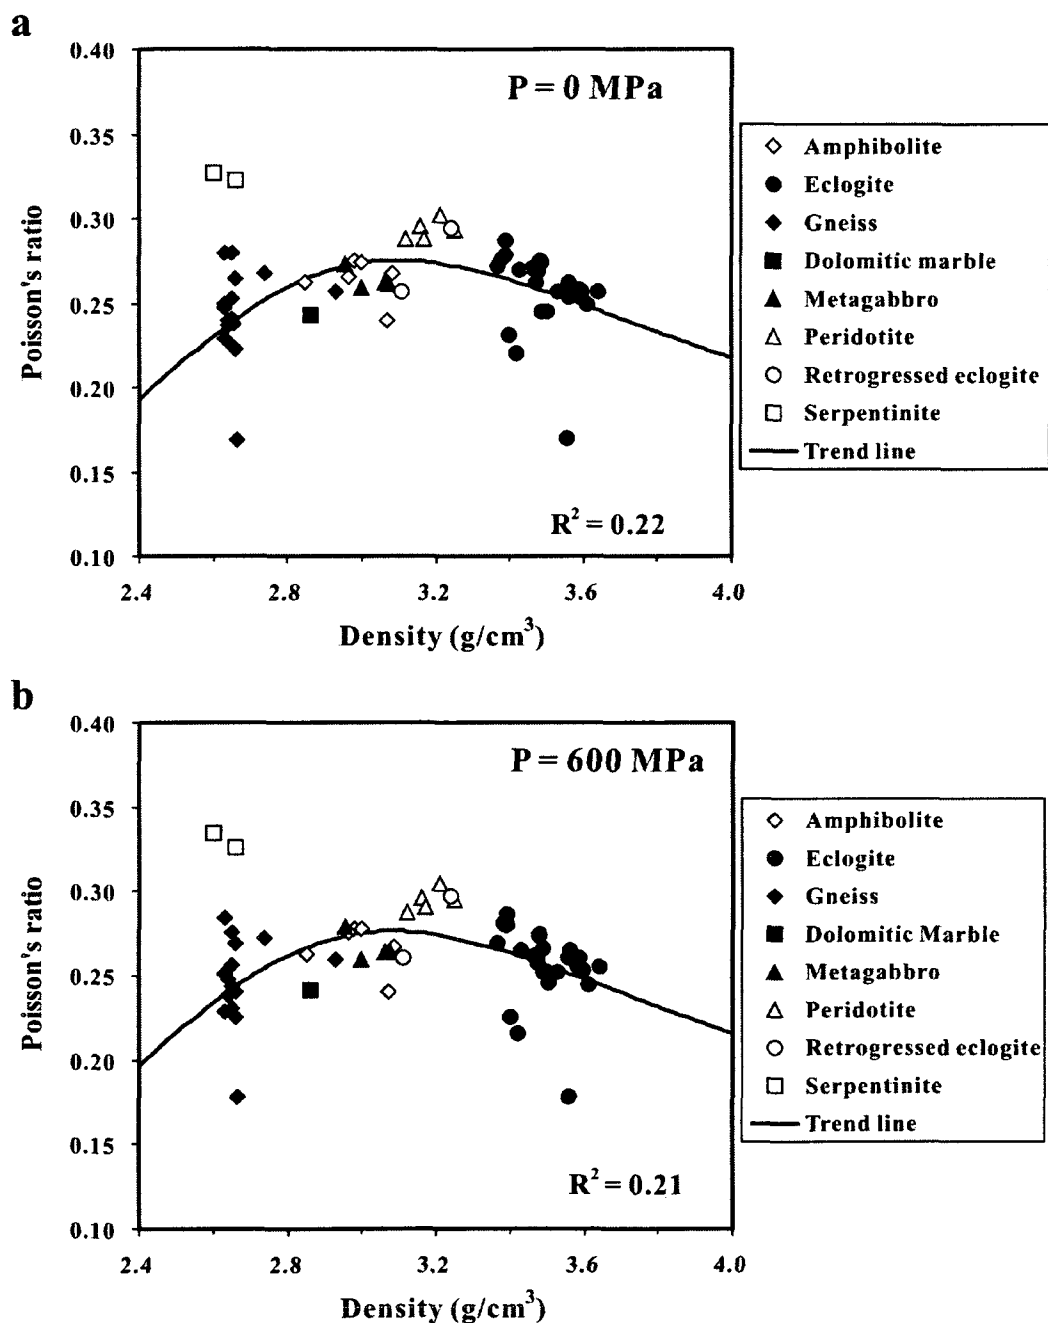 a
0.40
0.35
0.30
0.25
0.20
0.15
0.10
Poisson's ratio
P = 0 MPa
R² = 0.22
2.4 2.8 3.2 3.6 4.0
Density (g/cm³)
Amphibolite
Eclogite
Gneiss
Dolomitic marble
Metagabbro
Peridotite
Retrogressed eclogite
Serpentinite
Trend line
b
0.40
0.35
0.30
0.25
0.20
0.15
0.10
Poisson's ratio
P = 600 MPa
R² = 0.21
2.4 2.8 3.2 3.6 4.0
Density (g/cm³)
Amphibolite
Eclogite
Gneiss
Dolomitic Marble
Metagabbro
Peridotite
Retrogressed eclogite
Serpentinite
Trend line